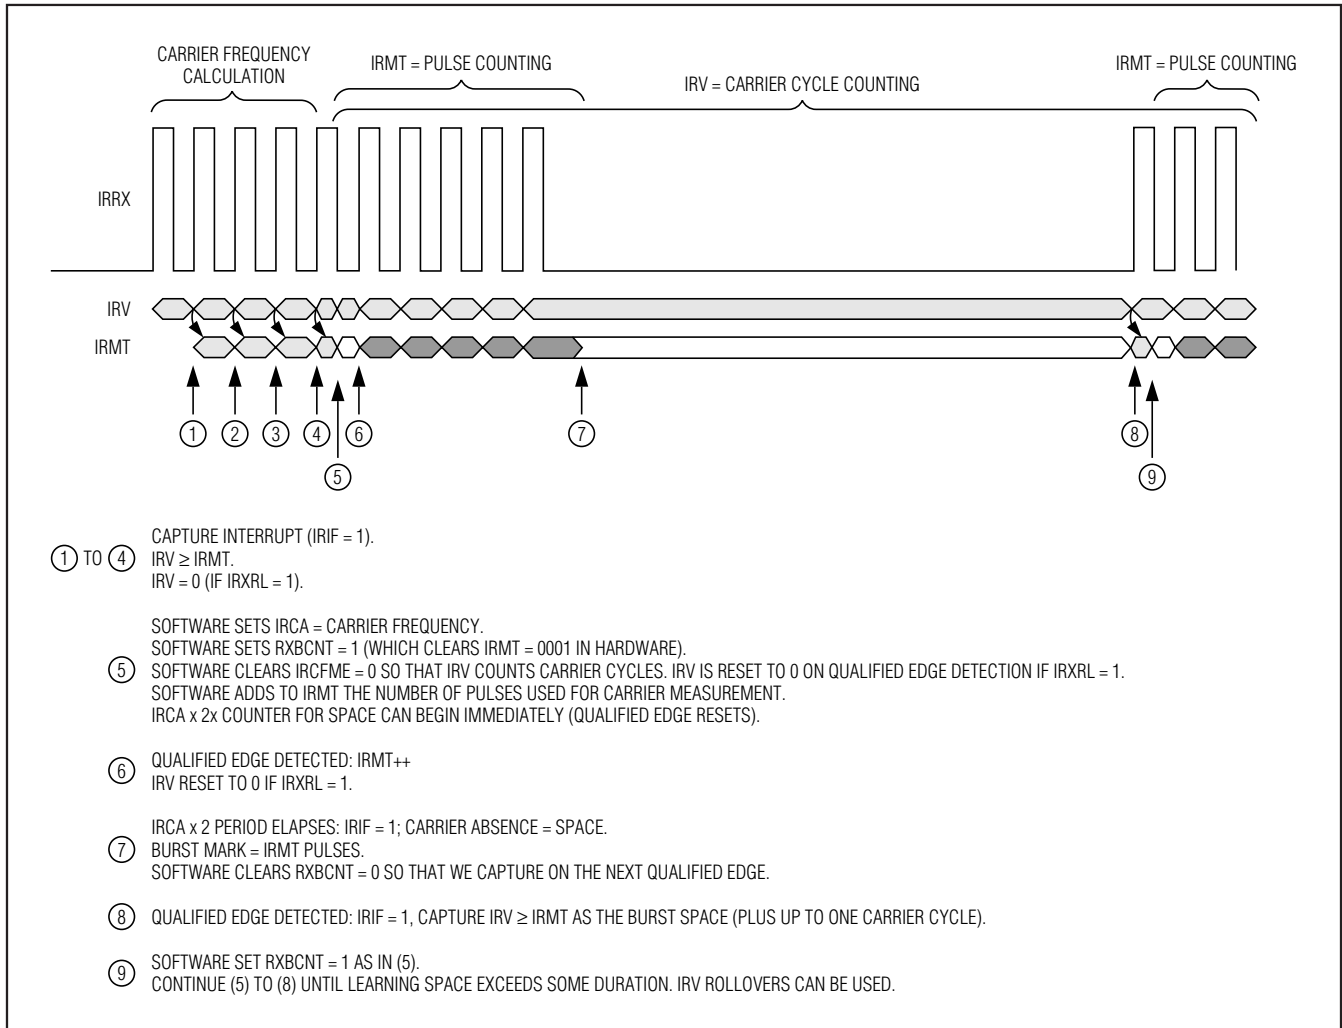 CARRIER FREQUENCY
CALCULATION
IRMT = PULSE COUNTING
IRV = CARRIER CYCLE COUNTING
IRMT = PULSE COUNTING
IRRX
IRV
IRMT
1
2
3
4
6
7
8
5
9
1 TO 4
CAPTURE INTERRUPT (IRIF = 1).
IRV ≥ IRMT.
IRV = 0 (IF IRXRL = 1).
5
SOFTWARE SETS IRCA = CARRIER FREQUENCY.
SOFTWARE SETS RXBCNT = 1 (WHICH CLEARS IRMT = 0001 IN HARDWARE).
SOFTWARE CLEARS IRCFME = 0 SO THAT IRV COUNTS CARRIER CYCLES. IRV IS RESET TO 0 ON QUALIFIED EDGE DETECTION IF IRXRL = 1.
SOFTWARE ADDS TO IRMT THE NUMBER OF PULSES USED FOR CARRIER MEASUREMENT.
IRCA x 2x COUNTER FOR SPACE CAN BEGIN IMMEDIATELY (QUALIFIED EDGE RESETS).
6
QUALIFIED EDGE DETECTED: IRMT++
IRV RESET TO 0 IF IRXRL = 1.
7
IRCA x 2 PERIOD ELAPSES: IRIF = 1; CARRIER ABSENCE = SPACE.
BURST MARK = IRMT PULSES.
SOFTWARE CLEARS RXBCNT = 0 SO THAT WE CAPTURE ON THE NEXT QUALIFIED EDGE.
8
QUALIFIED EDGE DETECTED: IRIF = 1, CAPTURE IRV ≥ IRMT AS THE BURST SPACE (PLUS UP TO ONE CARRIER CYCLE).
9
SOFTWARE SET RXBCNT = 1 AS IN (5).
CONTINUE (5) TO (8) UNTIL LEARNING SPACE EXCEEDS SOME DURATION. IRV ROLLOVERS CAN BE USED.